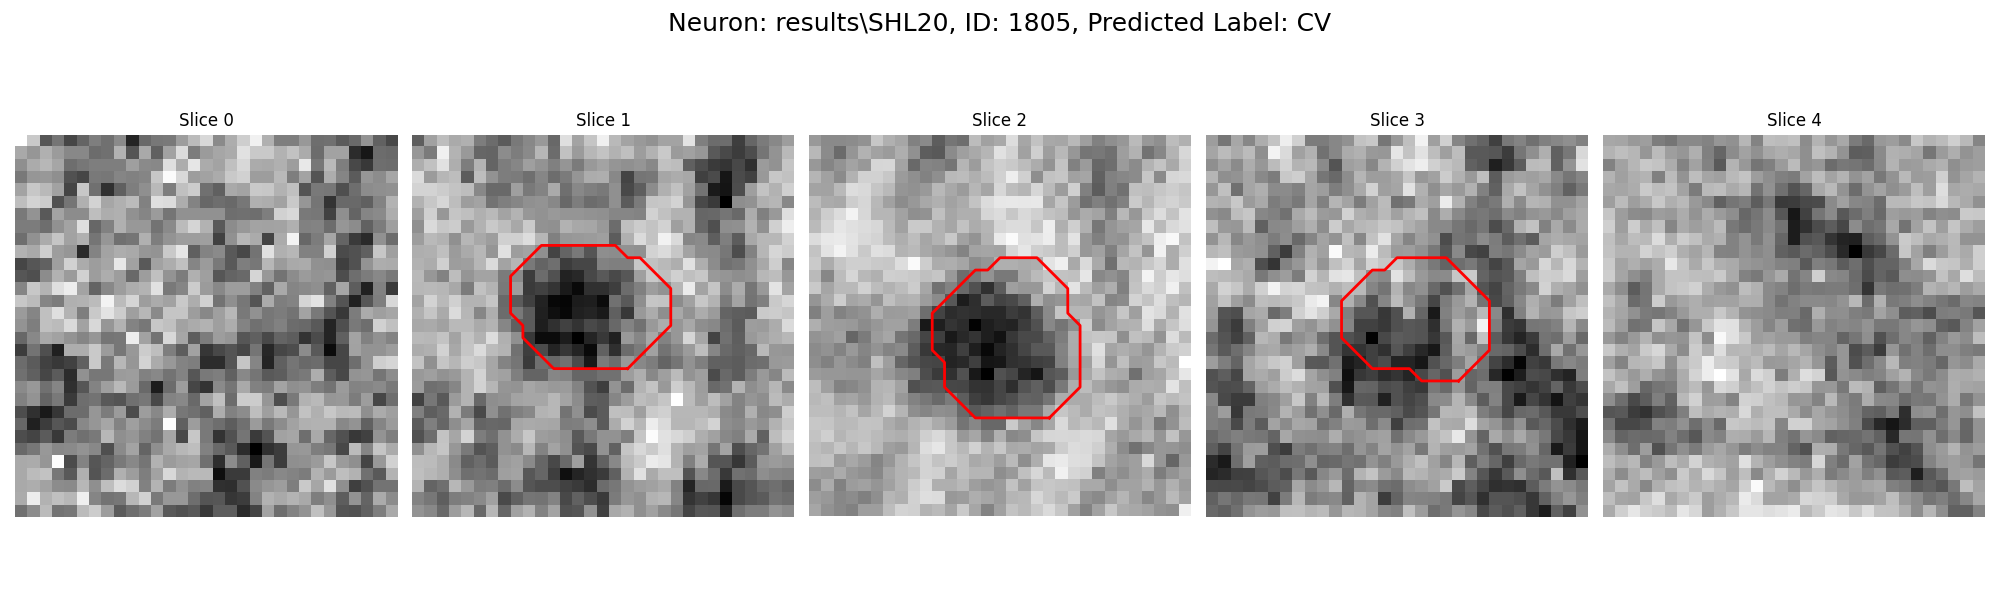 Neuron: results\SHL20, ID: 1805, Predicted Label: CV
Slice 0
Slice 1
Slice 2
Slice 3
Slice 4